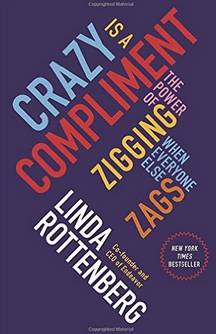 CRAZY
IS A
COMPLIMENT
THE POWER
OF
ZIGGING
WHEN
EVERYONE
ELSE
ZAGS
LINDA
ROTTENBERG
Co-founder and
CEO of Endeavor
NEW YORK
TIMES
BESTSELLER